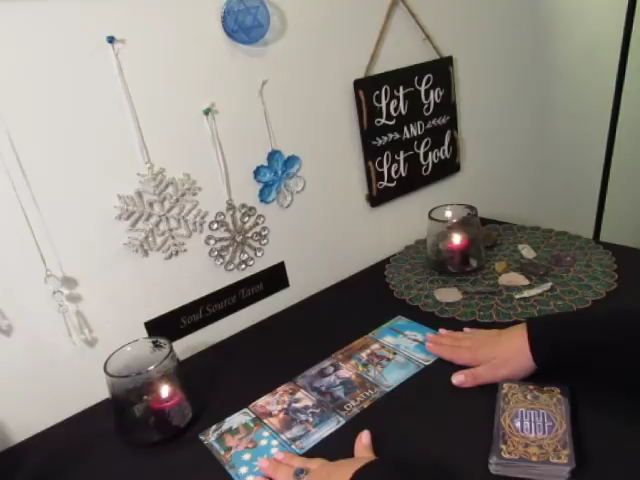 Let Go
AND
Let God
Soul Source Tarot
DEATH